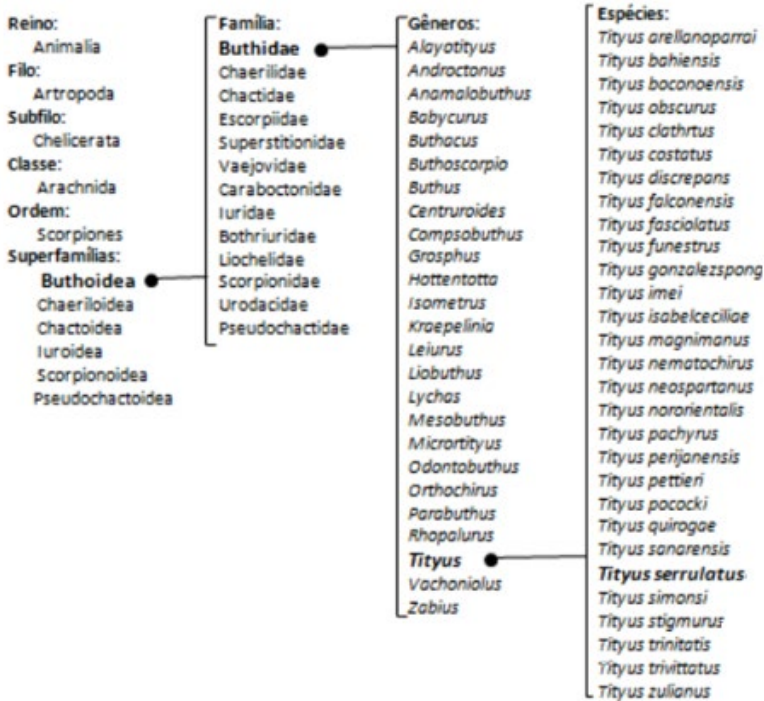 Reino:
Animalia
Filo:
Artropoda
Subfilo:
Chelicerata
Classe:
Arachnida
Ordem:
Scorpiones
Superfamílias:
Buthoidea
Chaeriloidea
Chactoidea
Iuroidea
Scorpionoidea
Pseudochactoidea
Família:
Buthidae
Chaerilidae
Chactidae
Escorpiidae
Superstitionidae
Vaejovidae
Caraboctonidae
Iuridae
Bothriuridae
Liochelidae
Scorpionidae
Urodacidae
Pseudochactidae
Gêneros:
Alayotityus
Androctonus
Anamalobuthus
Babycurus
Buthacus
Buthoscorpio
Buthus
Centruroides
Compsobuthus
Grosphus
Hottentotta
Isometrus
Kraepelinia
Leiurus
Liobuthus
Lychas
Mesobuthus
Micrortityus
Odontobuthus
Orthochirus
Parabuthus
Rhopalurus
Tityus
Vachoniolus
Zabius
Espécies:
Tityus arellanoparrai
Tityus bahiensis
Tityus boconoensis
Tityus obscurus
Tityus clathrtus
Tityus costatus
Tityus discrepans
Tityus falconensis
Tityus fasciolatus
Tityus funestrus
Tityus gonzalezspong
Tityus imei
Tityus isabelceciliae
Tityus magnimanus
Tityus nematochirus
Tityus neospartanus
Tityus nororientalis
Tityus pachyrus
Tityus perijanensis
Tityus pettieri
Tityus pococki
Tityus quirogae
Tityus sanarensis
Tityus serrulatus
Tityus simonsi
Tityus stigmurus
Tityus trinitatis
Tityus trivittatus
Tityus zulianus